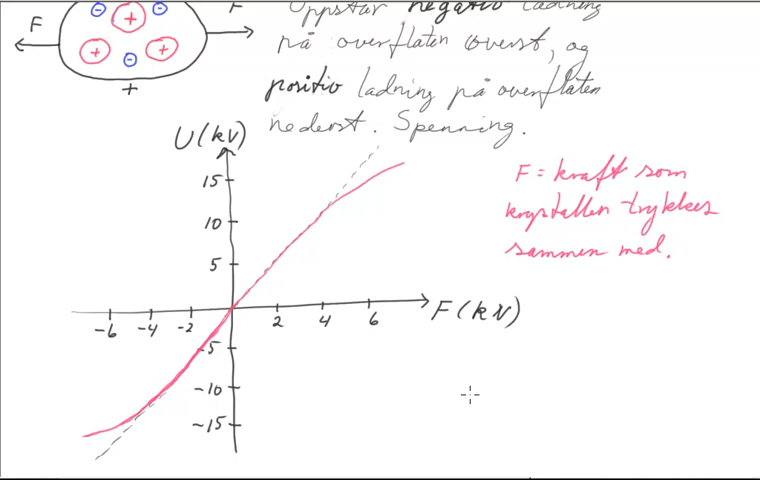 F
F
Oppstår negativ ladning
på overflaten øverst, og
positiv ladning på overflaten
nederst. Spenning.
U(kV)
F = kraft som
krystallen trykkes
sammen med.
15
10
5
-6 -4 -2 2 4 6 F(kN)
-5
-10
-15